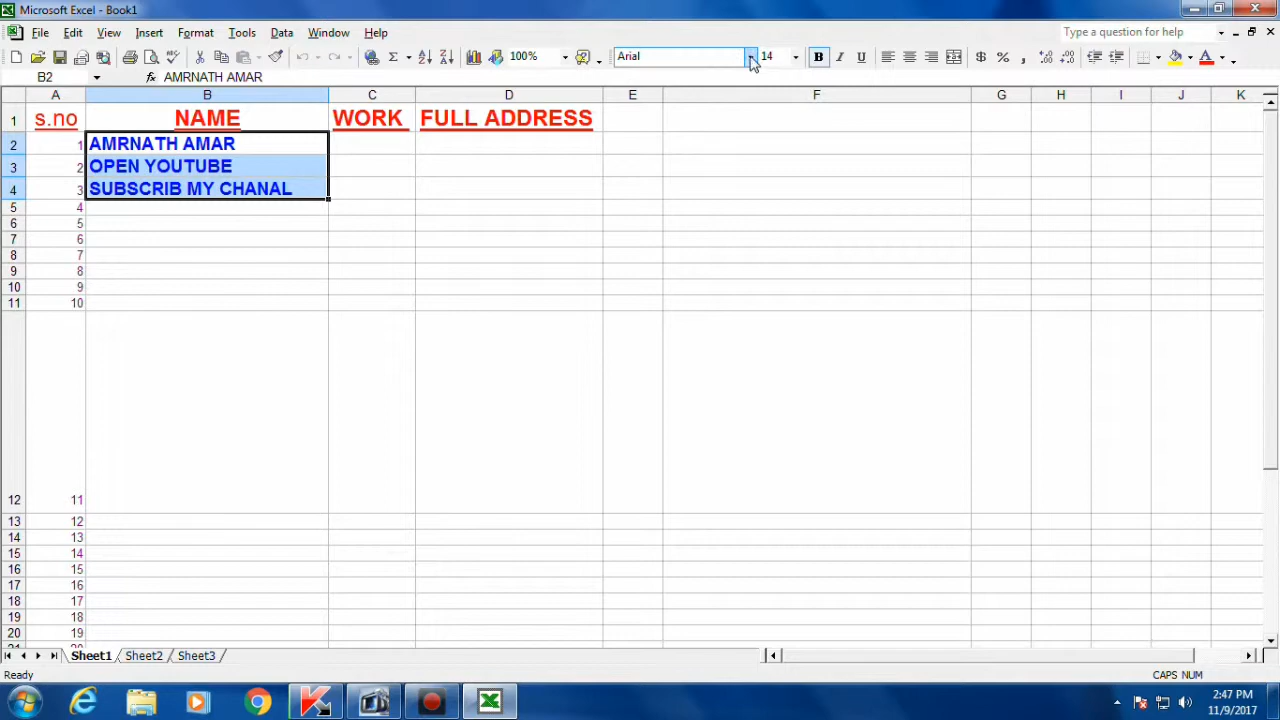 Microsoft Excel - Book1
File Edit View Insert Format Tools Data Window Help
Type a question for help
100% Arial 14 B I U $ % ,
B2 fx AMRNATH AMAR
A B C D E F G H I J K
1 s.no NAME WORK FULL ADDRESS
2 1 AMRNATH AMAR
3 2 OPEN YOUTUBE
4 3 SUBSCRIB MY CHANAL
5 4
6 5
7 6
8 7
9 8
10 9
11 10
12 11
13 12
14 13
15 14
16 15
17 16
18 17
19 18
20 19
Sheet1 Sheet2 Sheet3
Ready CAPS NUM
2:47 PM
11/9/2017